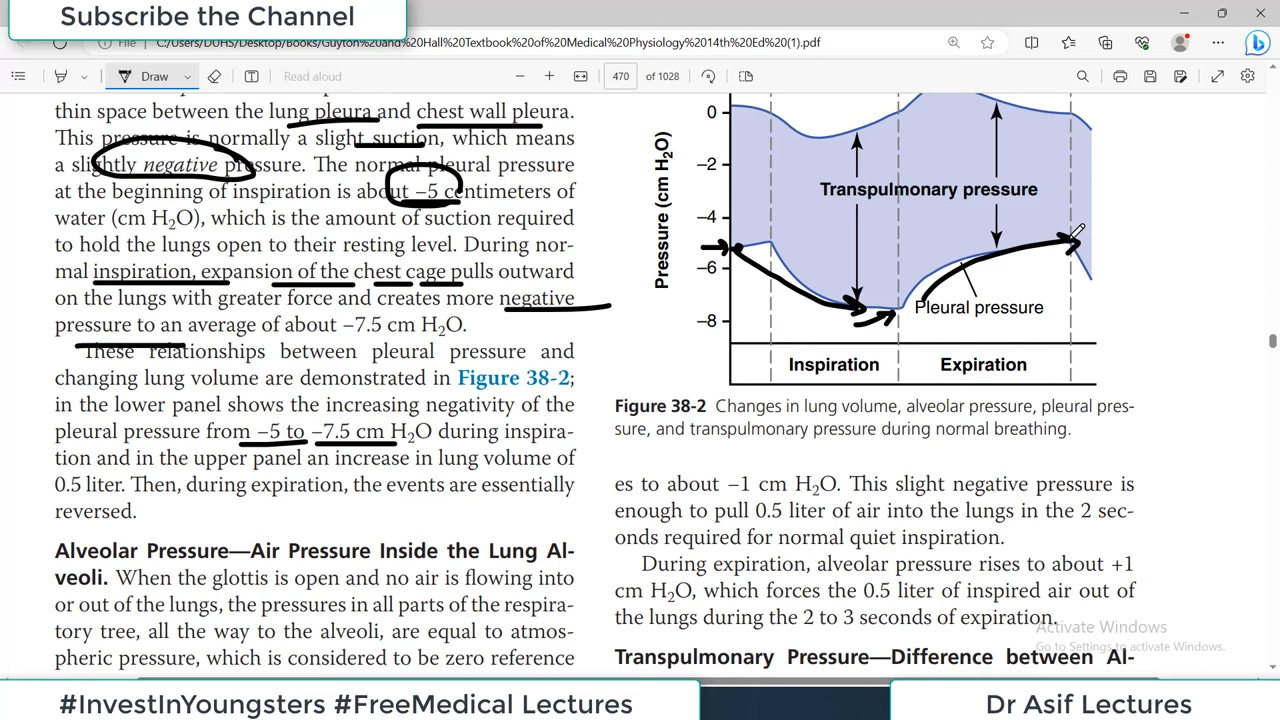 Subscribe the Channel
File
C:/Users/DUHS/Desktop/Books/Guyton%20and%20Hall%20Textbook%20of%20Medical%20Physiology%2014th%20Ed%20(1).pdf
Draw
Read aloud
470 of 1028
thin space between the lung pleura and chest wall pleura.
This pressure is normally a slight suction, which means
a slightly negative pressure. The normal pleural pressure
at the beginning of inspiration is about −5 centimeters of
water (cm H2O), which is the amount of suction required
to hold the lungs open to their resting level. During nor-
mal inspiration, expansion of the chest cage pulls outward
on the lungs with greater force and creates more negative
pressure to an average of about −7.5 cm H2O.
These relationships between pleural pressure and
changing lung volume are demonstrated in Figure 38-2;
in the lower panel shows the increasing negativity of the
pleural pressure from −5 to −7.5 cm H2O during inspira-
tion and in the upper panel an increase in lung volume of
0.5 liter. Then, during expiration, the events are essentially
reversed.
Alveolar Pressure—Air Pressure Inside the Lung Al-
veoli. When the glottis is open and no air is flowing into
or out of the lungs, the pressures in all parts of the respira-
tory tree, all the way to the alveoli, are equal to atmos-
pheric pressure, which is considered to be zero reference
Pressure (cm H2O)
0
−2
−4
−6
−8
Transpulmonary pressure
Pleural pressure
Inspiration
Expiration
Figure 38-2 Changes in lung volume, alveolar pressure, pleural pres-
sure, and transpulmonary pressure during normal breathing.
es to about −1 cm H2O. This slight negative pressure is
enough to pull 0.5 liter of air into the lungs in the 2 sec-
onds required for normal quiet inspiration.
During expiration, alveolar pressure rises to about +1
cm H2O, which forces the 0.5 liter of inspired air out of
the lungs during the 2 to 3 seconds of expiration.
Transpulmonary Pressure—Difference between Al-
Activate Windows
Go to Settings to activate Windows.
#InvestInYoungsters #FreeMedical Lectures
Dr Asif Lectures